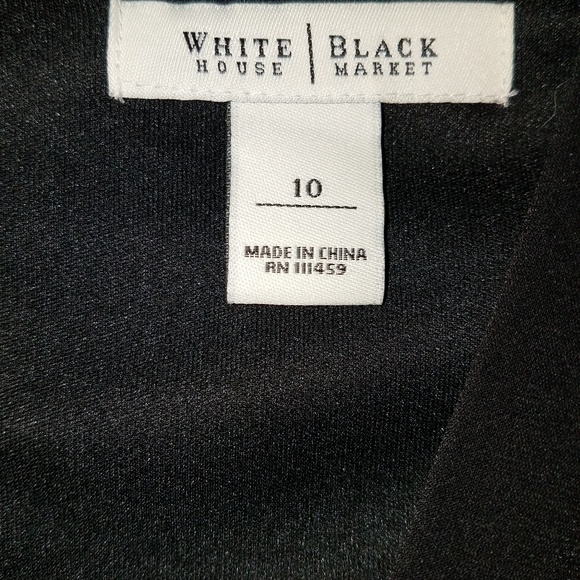 WHITE | BLACK
HOUSE | MARKET
10
MADE IN CHINA
RN 111459